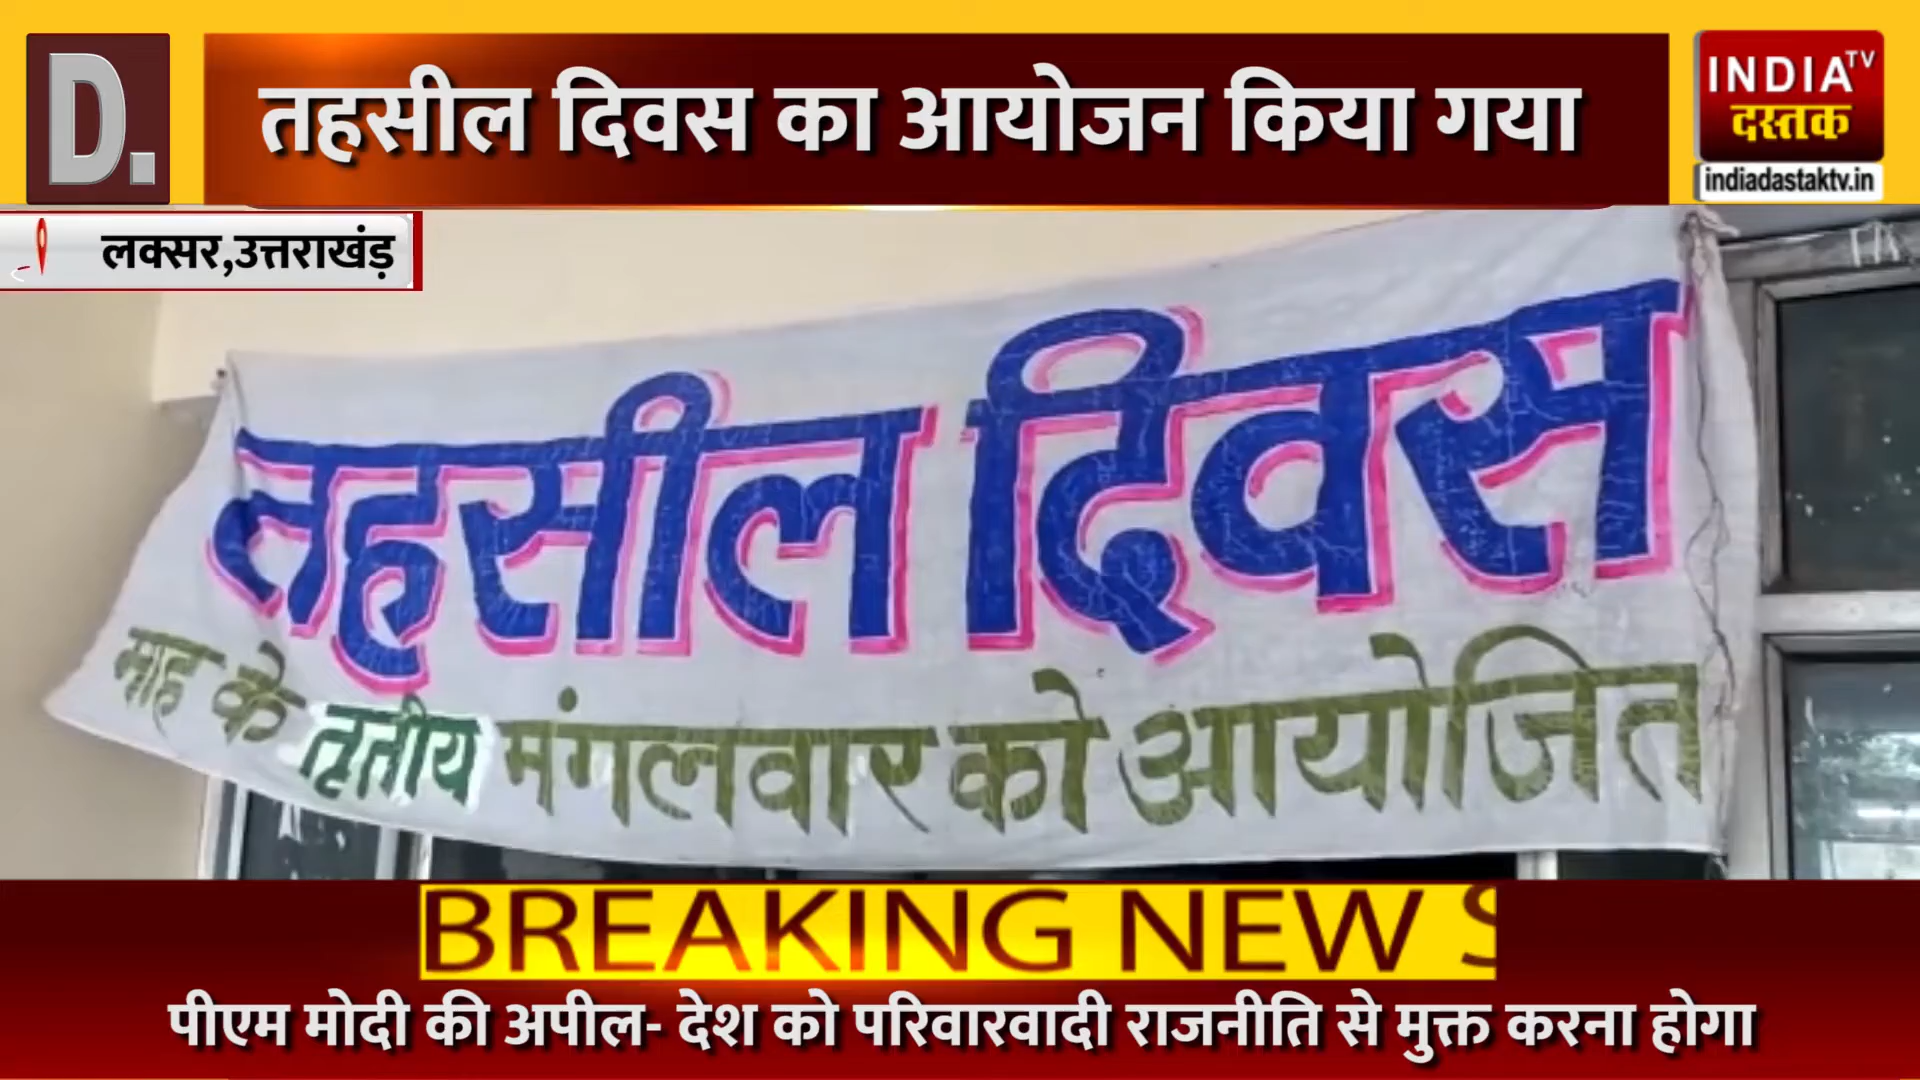 D.
तहसील दिवस का आयोजन किया गया
INDIA TV
दस्तक
indiadastaktv.in
लक्सर,उत्तराखंड़
तहसील दिवस
माह के तृतीय मंगलवार को आयोजित
BREAKING NEW S
पीएम मोदी की अपील- देश को परिवारवादी राजनीति से मुक्त करना होगा